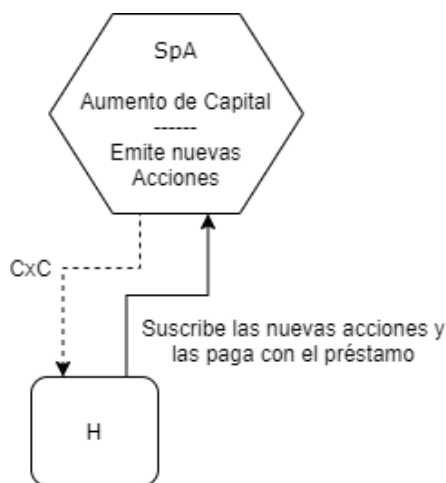 SpA
Aumento de Capital
------
Emite nuevas
Acciones
CxC
Suscribe las nuevas acciones y
las paga con el préstamo
H